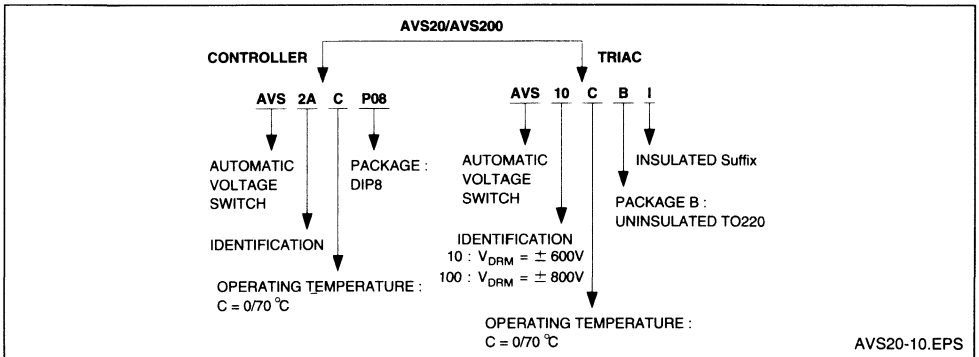 AVS20/AVS200
CONTROLLER
TRIAC
AVS 2A C P08
AVS 10 C B I
AUTOMATIC
VOLTAGE
SWITCH
PACKAGE :
DIP8
IDENTIFICATION
OPERATING TEMPERATURE :
C = 0/70 °C
AUTOMATIC
VOLTAGE
SWITCH
INSULATED Suffix
PACKAGE B :
UNINSULATED TO220
IDENTIFICATION
10 : VDRM = ± 600V
100 : VDRM = ± 800V
OPERATING TEMPERATURE :
C = 0/70 °C
AVS20-10.EPS